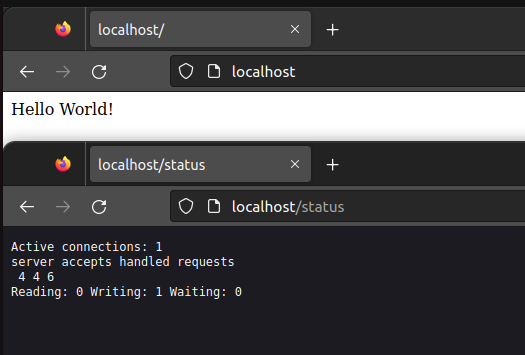 localhost/
localhost
Hello World!
localhost/status
localhost/status
Active connections: 1
server accepts handled requests
 4 4 6
Reading: 0 Writing: 1 Waiting: 0